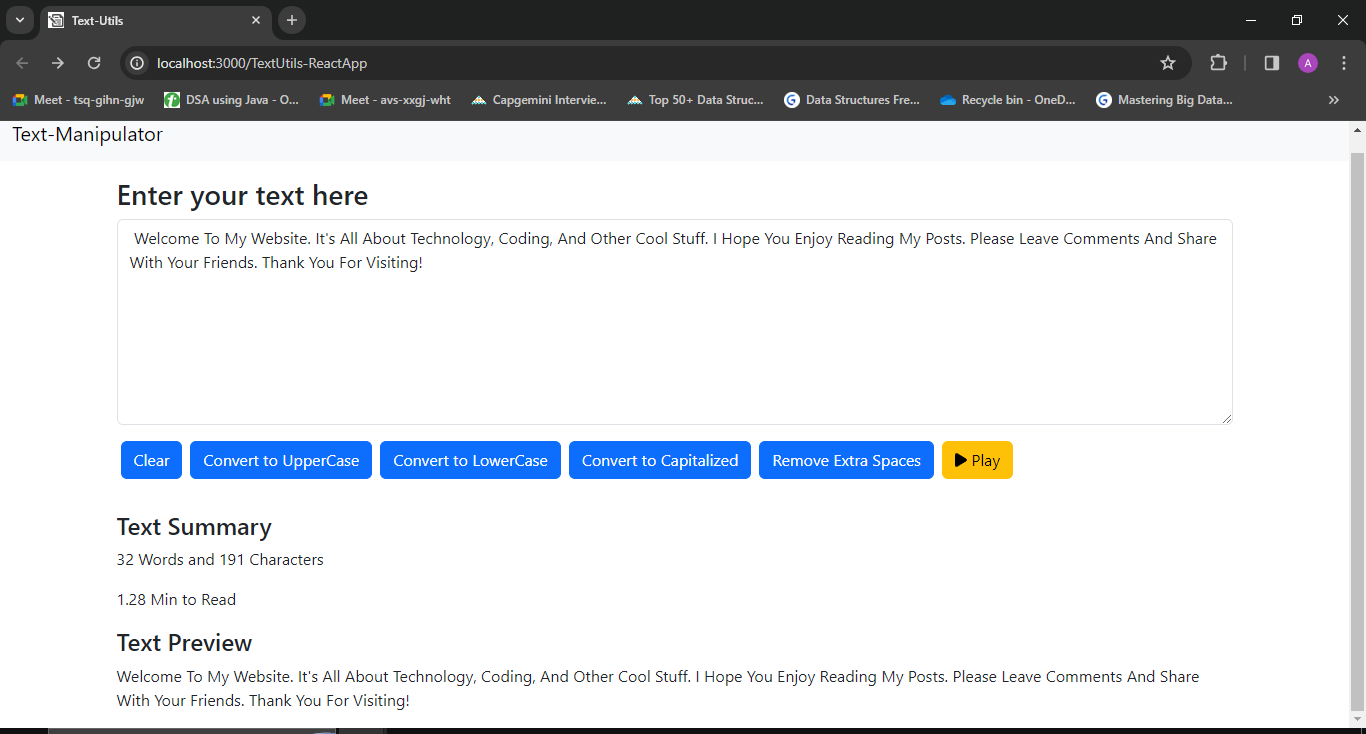 Text-Utils
localhost:3000/TextUtils-ReactApp
A
Meet - tsq-gihn-gjw
DSA using Java - O...
Meet - avs-xxgj-wht
Capgemini Intervie...
Top 50+ Data Struc...
Data Structures Fre...
Recycle bin - OneD...
Mastering Big Data...
Text-Manipulator
Enter your text here
Welcome To My Website. It's All About Technology, Coding, And Other Cool Stuff. I Hope You Enjoy Reading My Posts. Please Leave Comments And Share
With Your Friends. Thank You For Visiting!
Clear
Convert to UpperCase
Convert to LowerCase
Convert to Capitalized
Remove Extra Spaces
Play
Text Summary
32 Words and 191 Characters
1.28 Min to Read
Text Preview
Welcome To My Website. It's All About Technology, Coding, And Other Cool Stuff. I Hope You Enjoy Reading My Posts. Please Leave Comments And Share
With Your Friends. Thank You For Visiting!